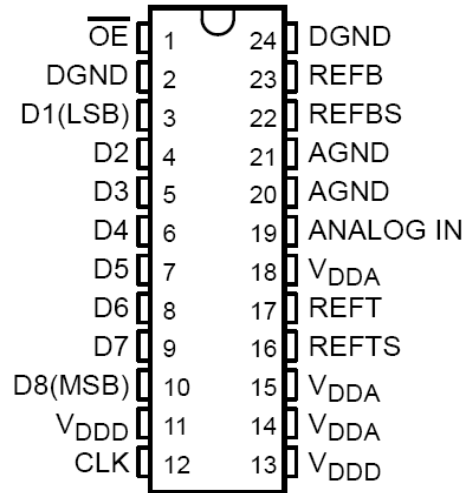 OE 1 24 DGND
DGND 2 23 REFB
D1(LSB) 3 22 REFBS
D2 4 21 AGND
D3 5 20 AGND
D4 6 19 ANALOG IN
D5 7 18 VDDA
D6 8 17 REFT
D7 9 16 REFTS
D8(MSB) 10 15 VDDA
VDDD 11 14 VDDA
CLK 12 13 VDDD